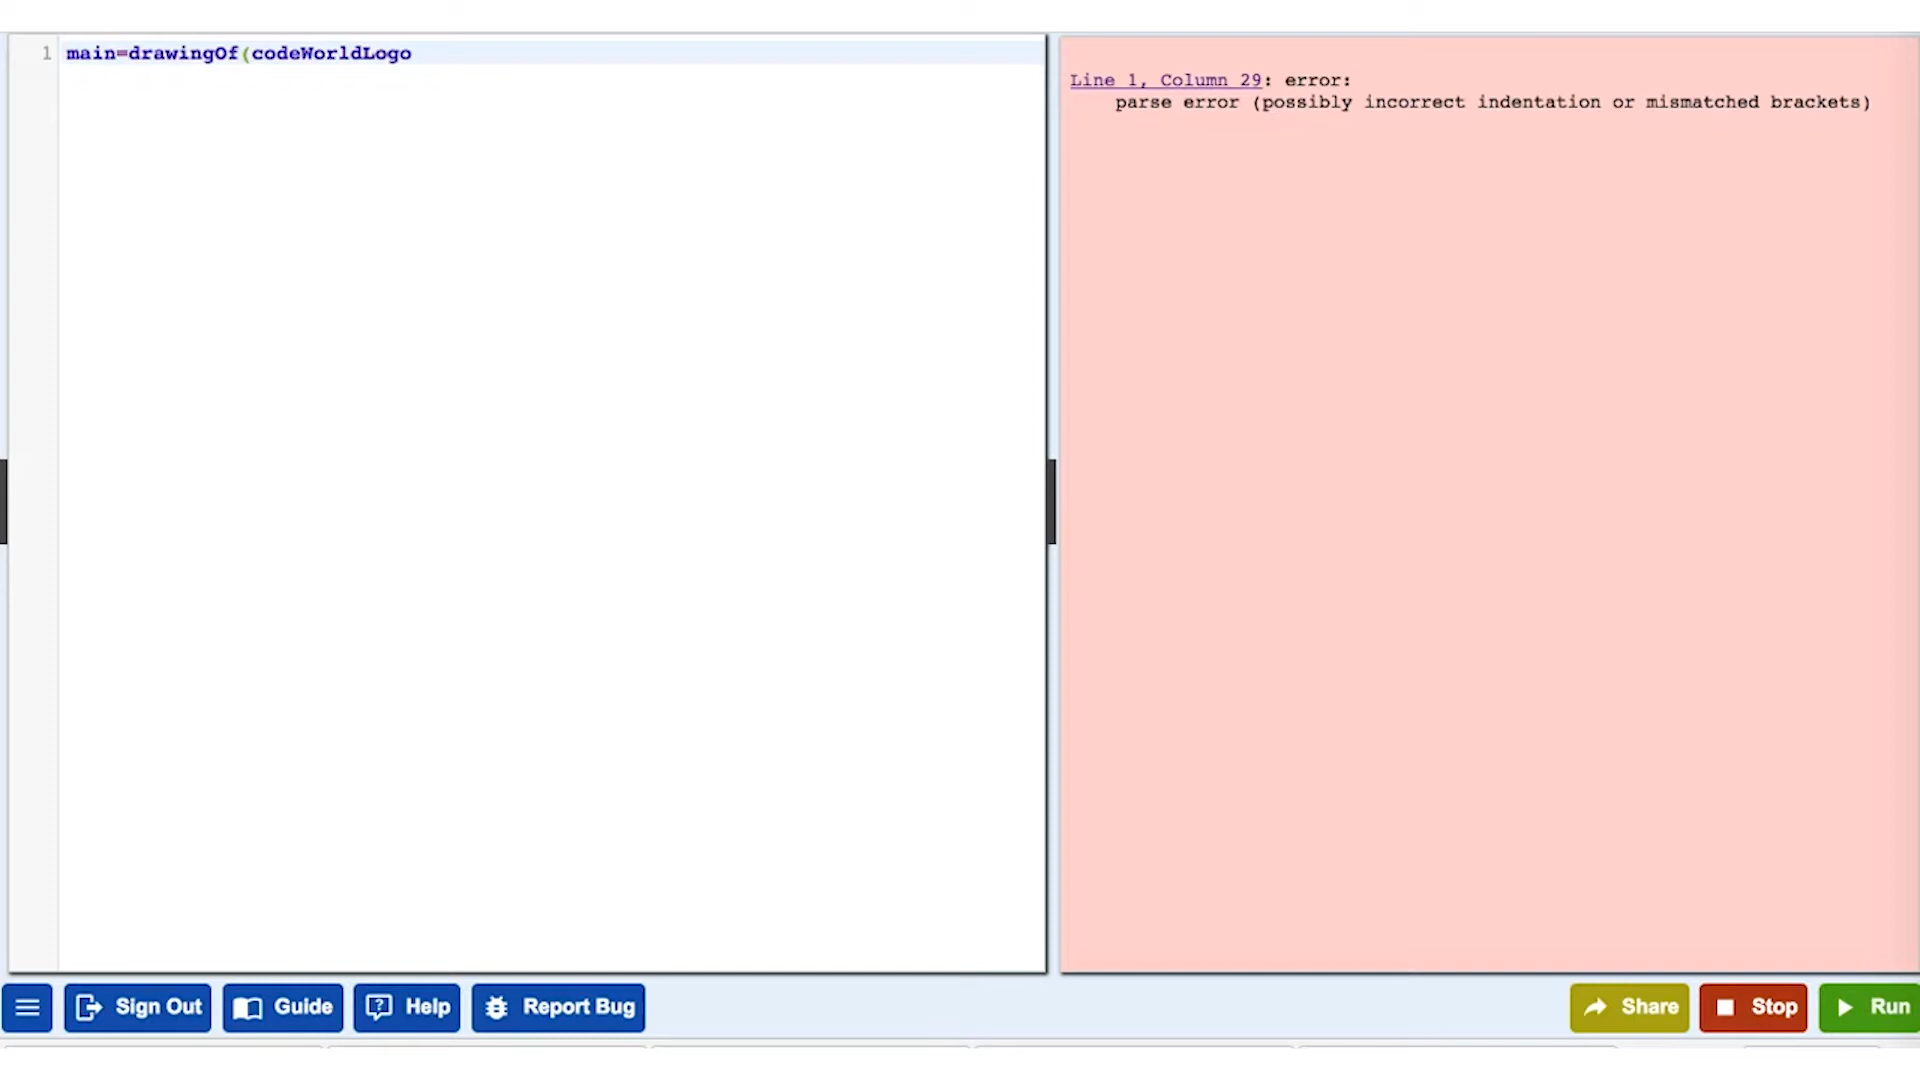 1 main=drawingOf(codeWorldLogo
Line 1, Column 29: error:
parse error (possibly incorrect indentation or mismatched brackets)
Sign Out Guide Help Report Bug Share Stop Run